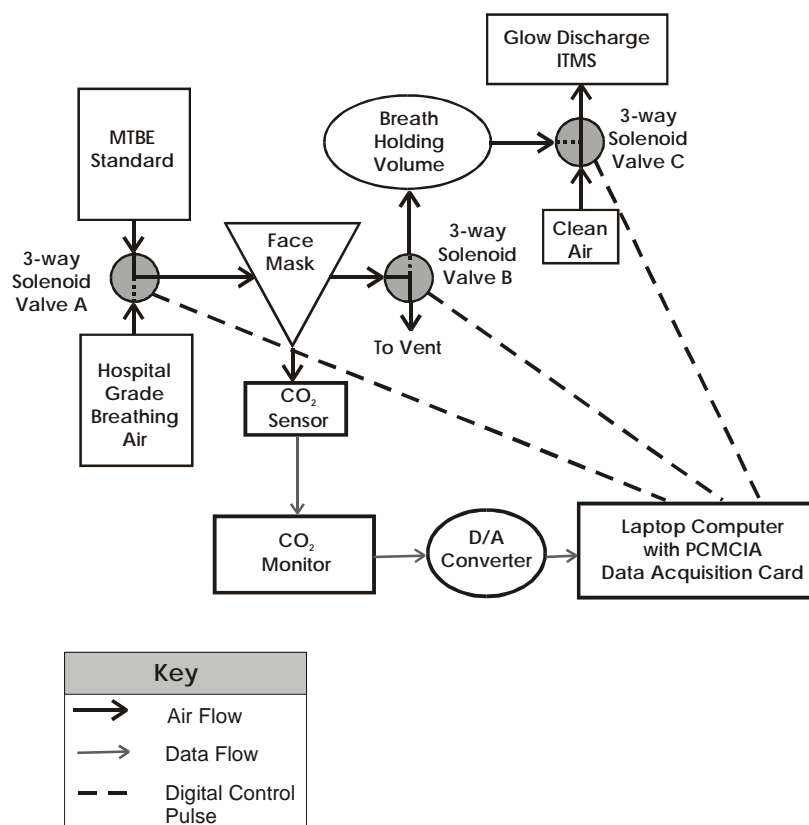 Glow Discharge
ITMS
MTBE
Standard
Breath
Holding
Volume
3-way
Solenoid
Valve C
3-way
Solenoid
Valve A
Face
Mask
3-way
Solenoid
Valve B
Clean
Air
To Vent
Hospital
Grade
Breathing
Air
CO₂
Sensor
CO₂
Monitor
D/A
Converter
Laptop Computer
with PCMCIA
Data Acquisition Card
Key
Air Flow
Data Flow
Digital Control
Pulse